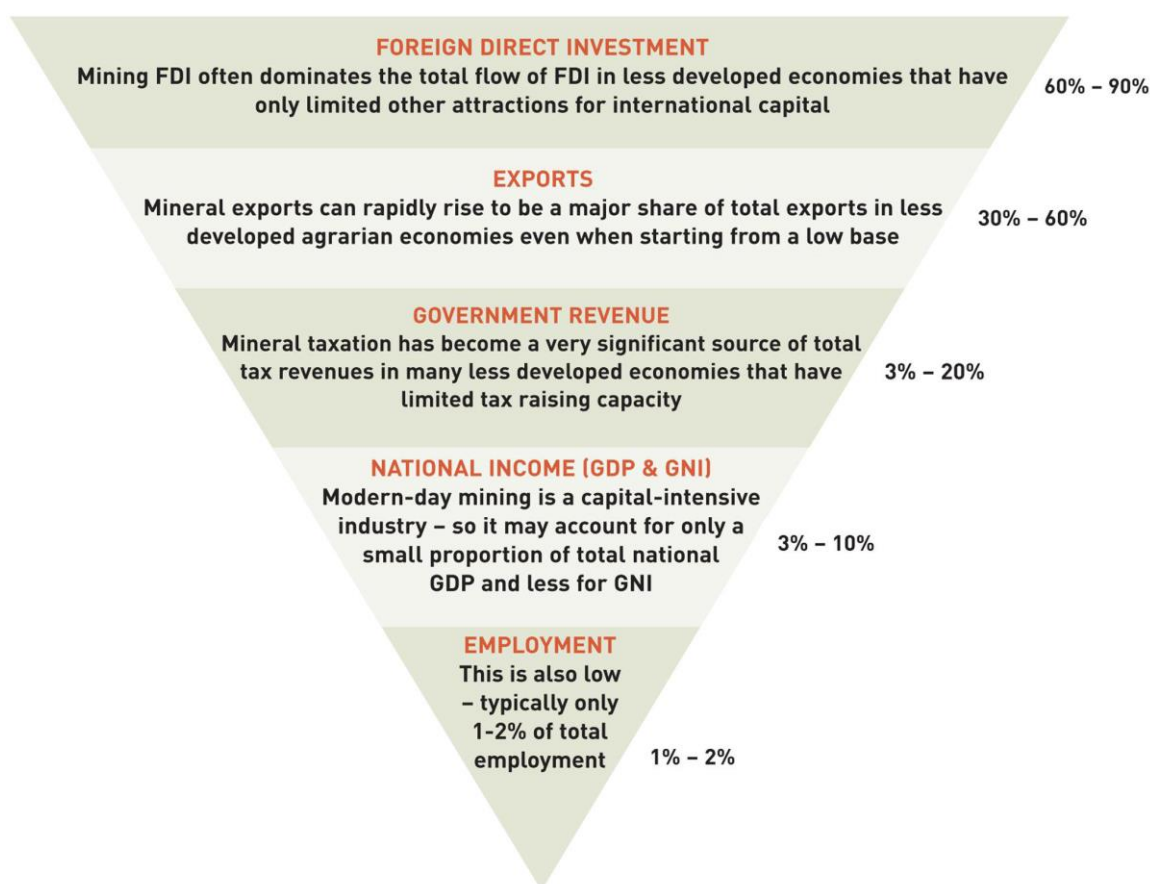 FOREIGN DIRECT INVESTMENT
Mining FDI often dominates the total flow of FDI in less developed economies that have
only limited other attractions for international capital
60% – 90%
EXPORTS
Mineral exports can rapidly rise to be a major share of total exports in less
developed agrarian economies even when starting from a low base
30% – 60%
GOVERNMENT REVENUE
Mineral taxation has become a very significant source of total
tax revenues in many less developed economies that have
limited tax raising capacity
3% – 20%
NATIONAL INCOME (GDP & GNI)
Modern-day mining is a capital-intensive
industry – so it may account for only a
small proportion of total national
GDP and less for GNI
3% – 10%
EMPLOYMENT
This is also low
– typically only
1-2% of total
employment
1% – 2%